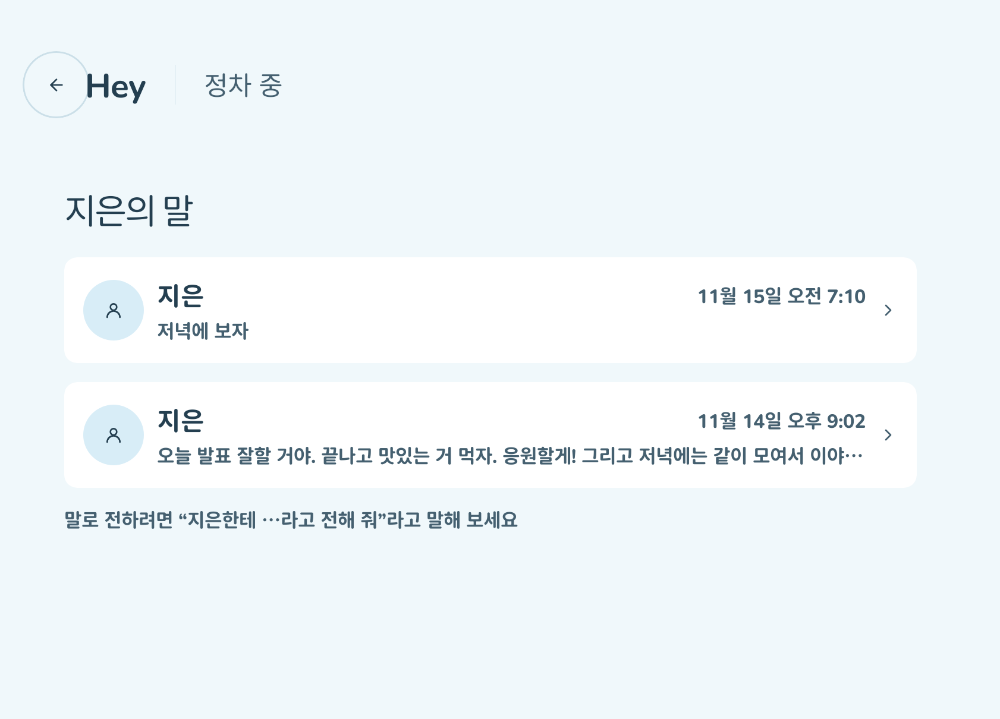 Hey
정차 중
지은의 말
지은
11월 15일 오전 7:10
저녁에 보자
지은
11월 14일 오후 9:02
오늘 발표 잘할 거야. 끝나고 맛있는 거 먹자. 응원할게! 그리고 저녁에는 같이 모여서 이야…
말로 전하려면 “지은한테 …라고 전해 줘”라고 말해 보세요